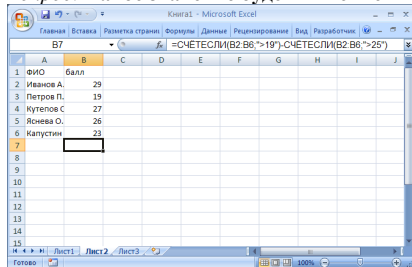 Книга1 - Microsoft Excel
Главная Вставка Разметка страниц Формулы Данные Рецензирование Вид Разработчик
B7 fx =СЧЁТЕСЛИ(B2:B6;">19")-СЧЁТЕСЛИ(B2:B6;">25")
A B C D E F G H I J
1 ФИО балл
2 Иванов А. 29
3 Петров П. 19
4 Кутепов С 27
5 Яснева О. 26
6 Капустин 23
7
8
9
10
11
12
13
14
15
Лист1 Лист2 Лист3
Готово 100%